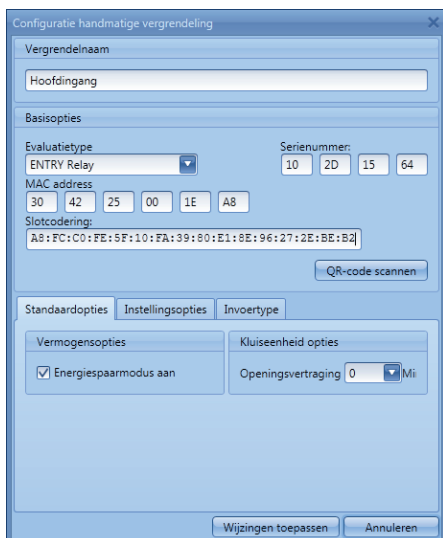 Configuratie handmatige vergrendeling
Vergrendelnaam
Hoofdingang
Basisopties
Evaluatietype
Serienummer:
ENTRY Relay
10 2D 15 64
MAC address
30 42 25 00 1E A8
Slotcodering:
A8:FC:C0:FE:5F:10:FA:39:80:E1:8E:96:27:2E:BE:B2
QR-code scannen
Standaardopties Instellingsopties Invoertype
Vermogensopties
Kluiseenheid opties
Energiespaarmodus aan
Openingsvertraging 0 Mi
Wijzingen toepassen Annuleren